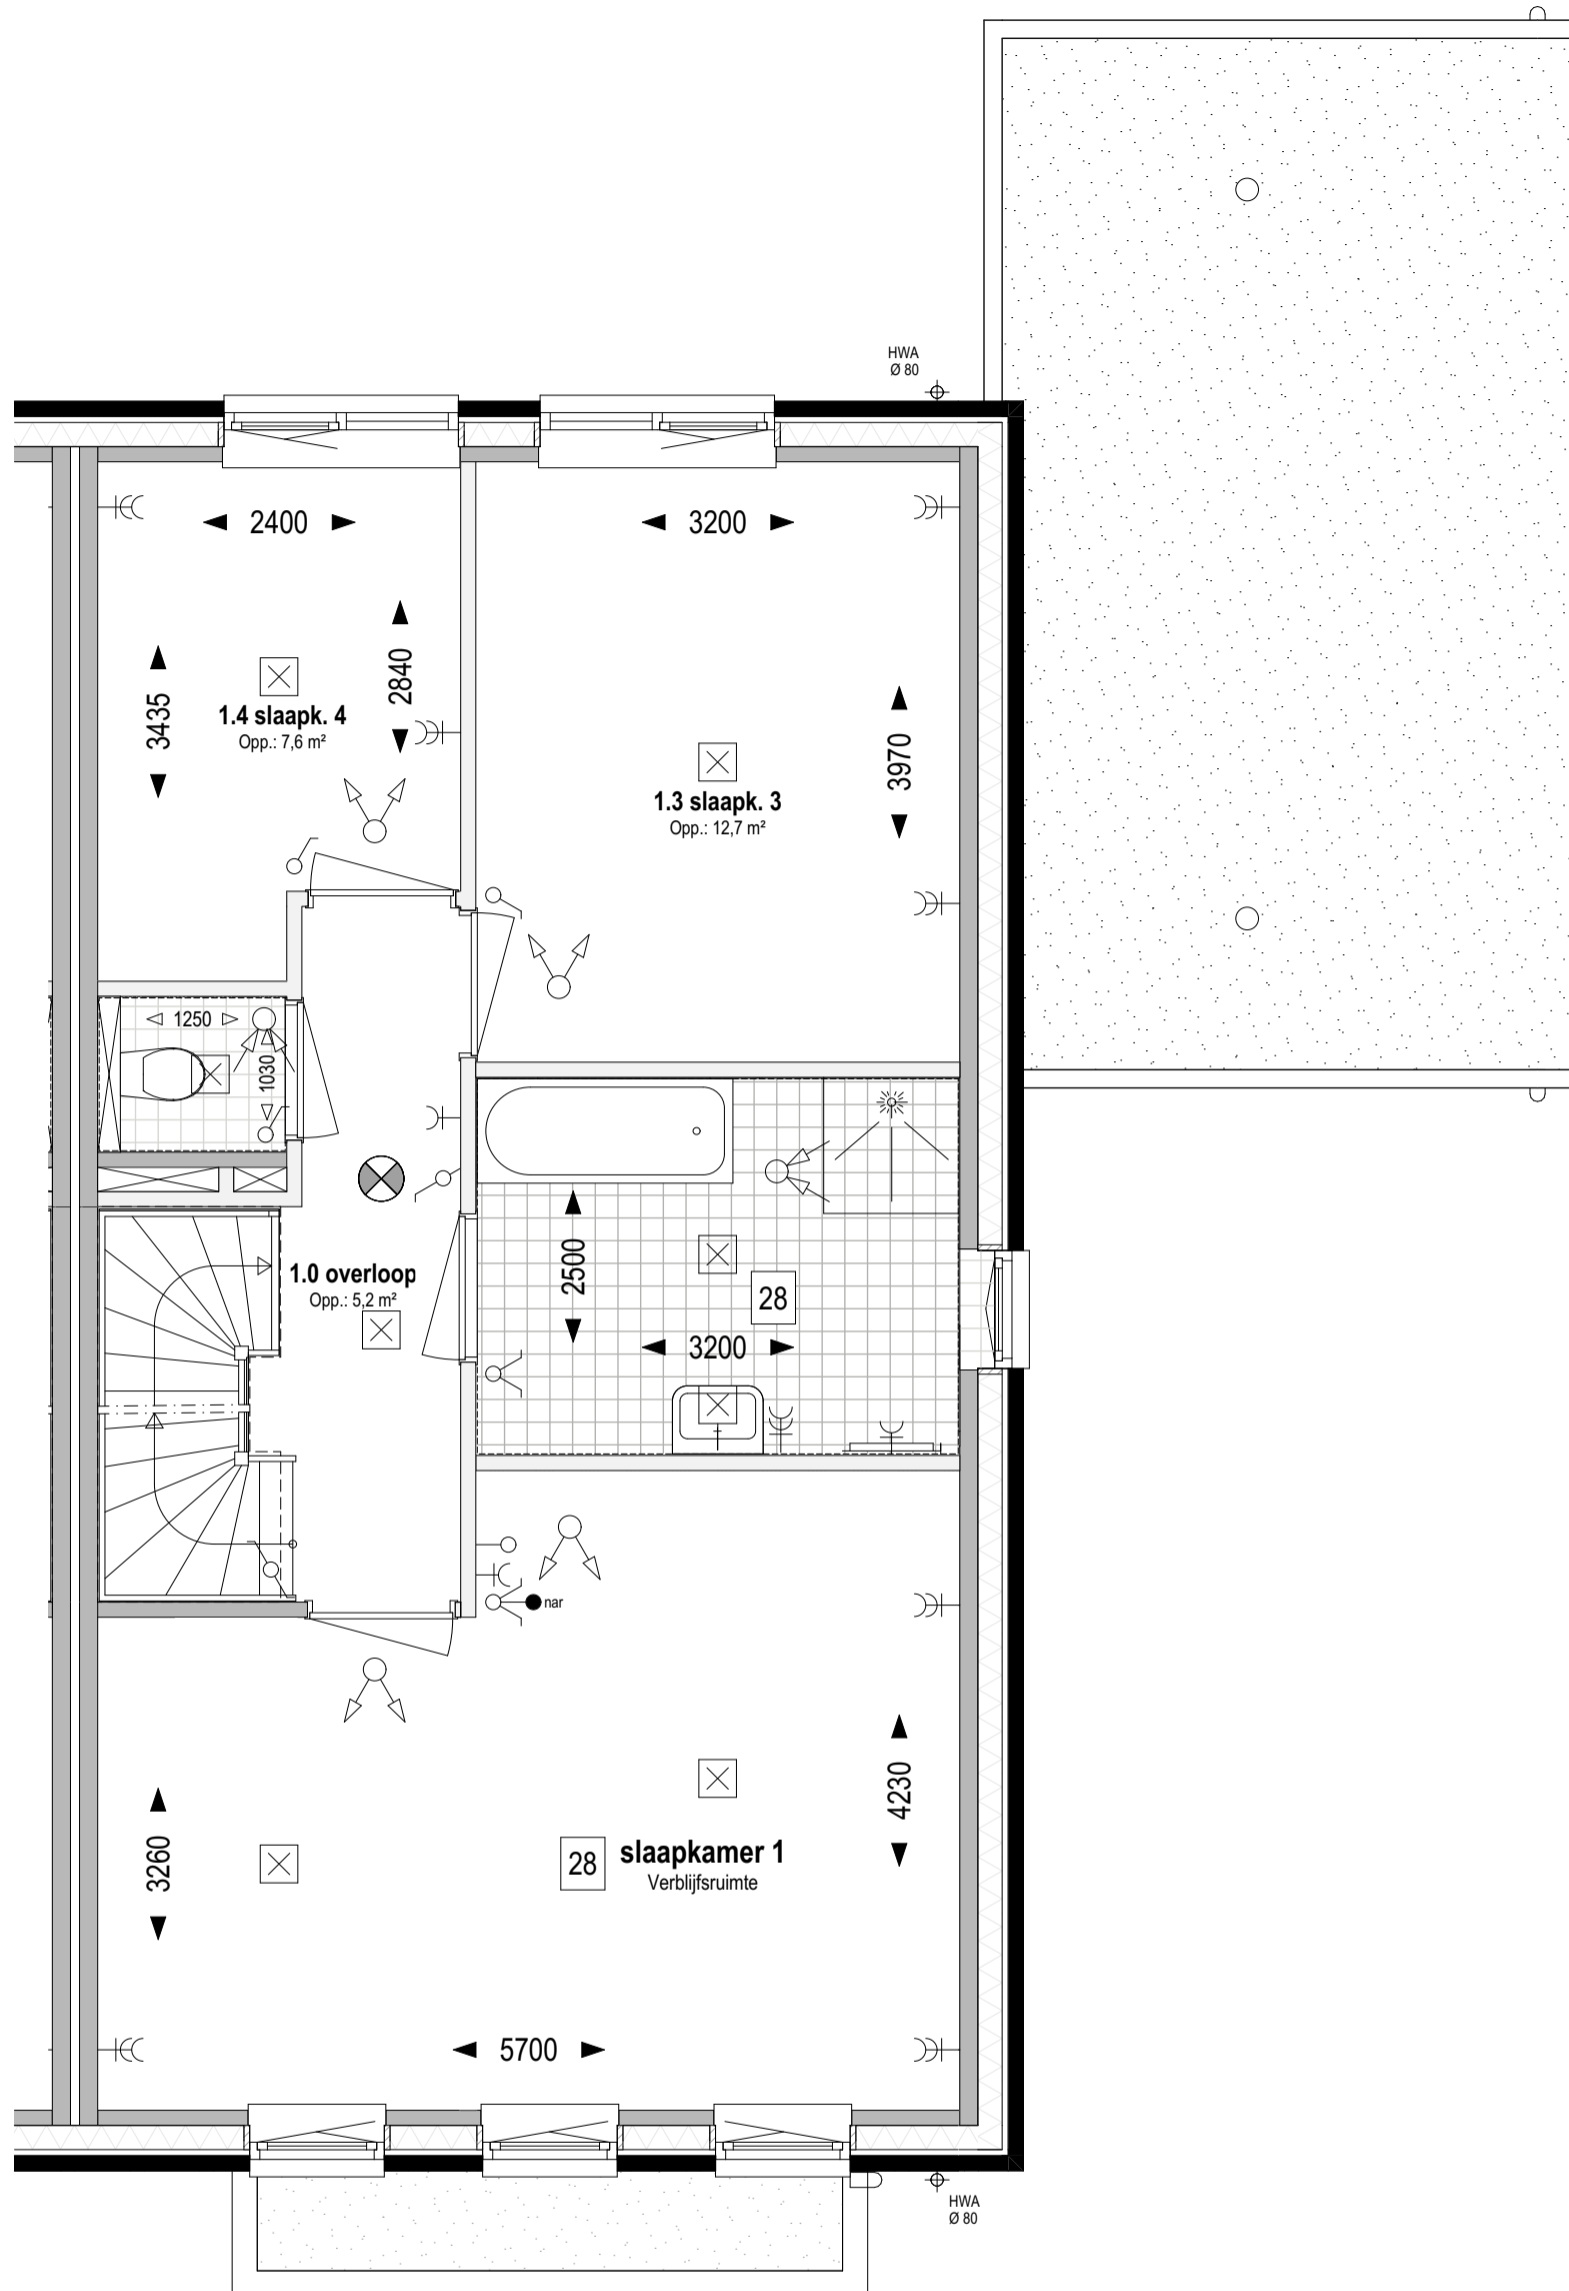 HWA
Ø 80
2400
3200
3435
2840
1.4 slaapk. 4
Opp.: 7,6 m²
3970
1.3 slaapk. 3
Opp.: 12,7 m²
1250
1030
2500
1.0 overloop
Opp.: 5,2 m²
28
3200
nar
4230
3260
28
slaapkamer 1
Verblijfsruimte
5700
HWA
Ø 80